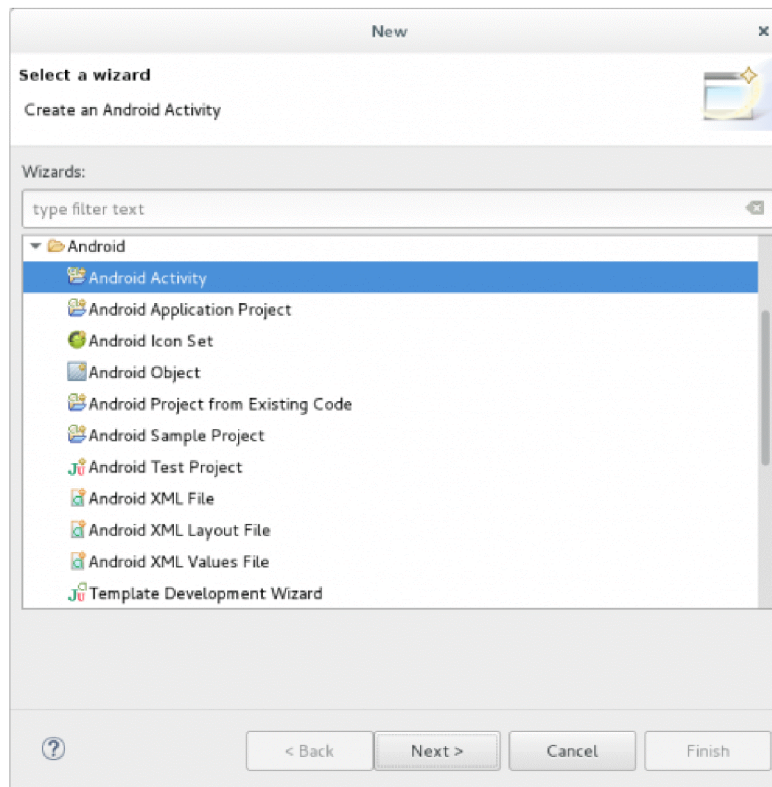 New
Select a wizard
Create an Android Activity
Wizards:
type filter text
Android
Android Activity
Android Application Project
Android Icon Set
Android Object
Android Project from Existing Code
Android Sample Project
Android Test Project
Android XML File
Android XML Layout File
Android XML Values File
Template Development Wizard
< Back Next > Cancel Finish